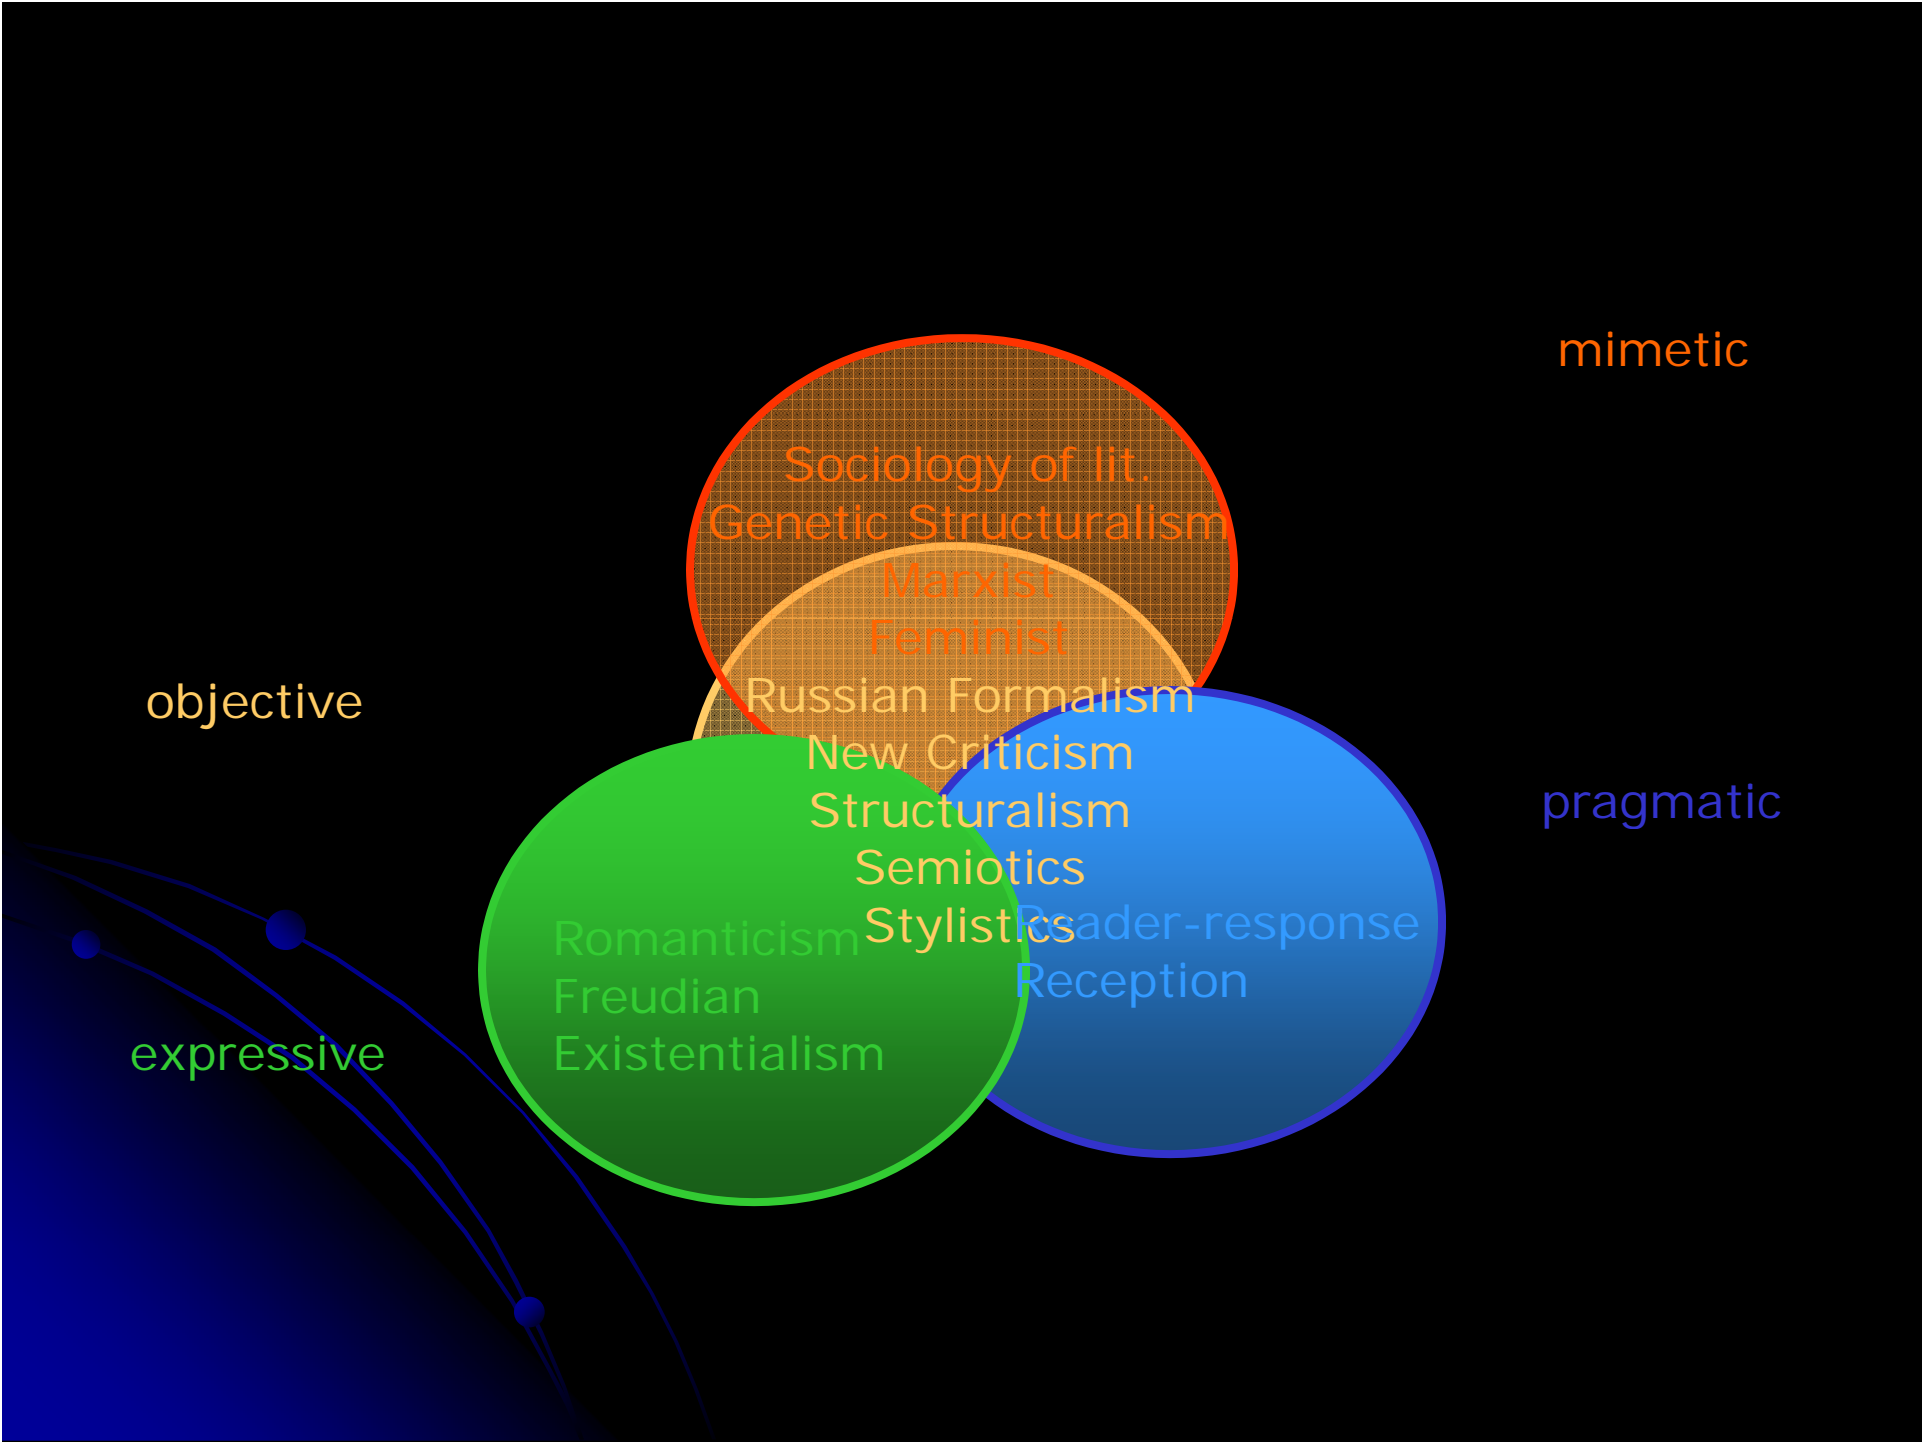 mimetic
Sociology of lit.
Genetic Structuralism
Marxist
Feminist
objective
Russian Formalism
New Criticism
Structuralism
Semiotics
Stylistics
pragmatic
Reader-response
Reception
Romanticism
Freudian
Existentialism
expressive